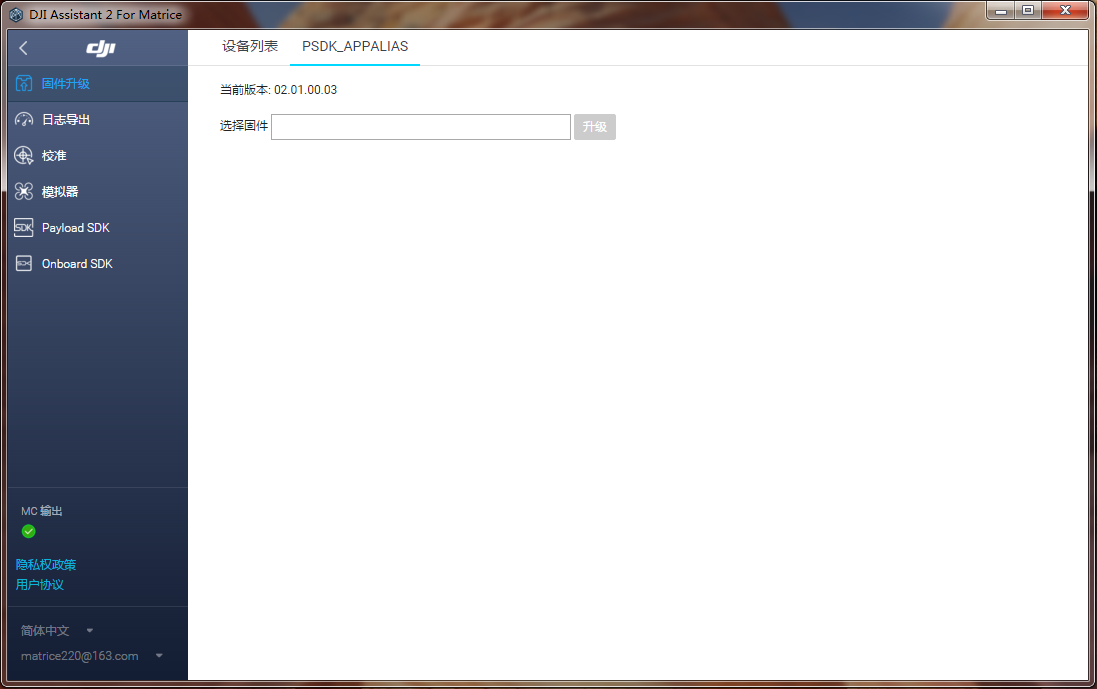 DJI Assistant 2 For Matrice
dji
设备列表 PSDK_APPALIAS
固件升级
日志导出
校准
模拟器
SDK Payload SDK
Onboard SDK
当前版本: 02.01.00.03
选择固件 升级
MC 输出
隐私权政策
用户协议
简体中文
matrice220@163.com